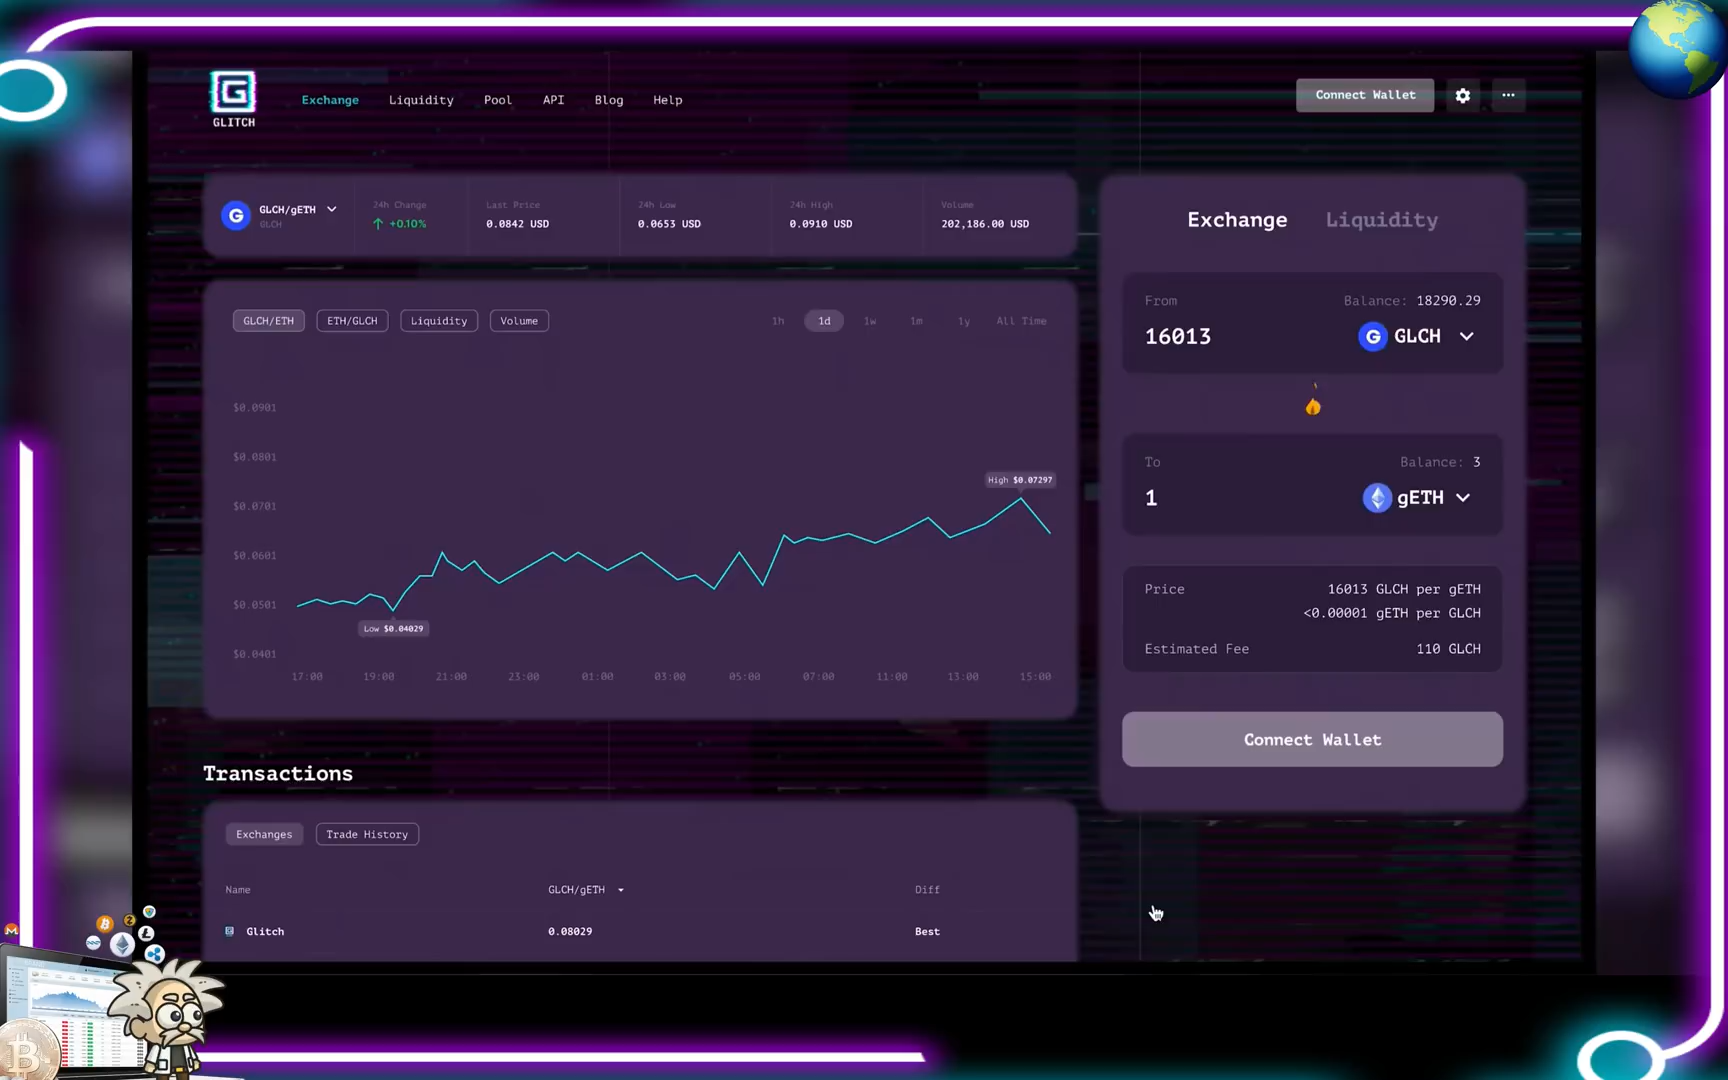 GLITCH
Exchange Liquidity Pool API Blog Help
Connect Wallet
GLCH/gETH
GLCH
24h Change
+0.10%
Last Price
0.0842 USD
24h Low
0.0653 USD
24h High
0.0910 USD
Volume
202,186.00 USD
GLCH/ETH ETH/GLCH Liquidity Volume
1h 1d 1w 1m 1y All Time
$0.0901
$0.0801
$0.0701
$0.0601
$0.0501
$0.0401
High $0.07297
Low $0.04029
17:00 19:00 21:00 23:00 01:00 03:00 05:00 07:00 11:00 13:00 15:00
Exchange Liquidity
From Balance: 18290.29
16013 GLCH
To Balance: 3
1 gETH
Price 16013 GLCH per gETH
<0.00001 gETH per GLCH
Estimated Fee 110 GLCH
Connect Wallet
Transactions
Exchanges Trade History
Name GLCH/gETH Diff
Glitch 0.08029 Best